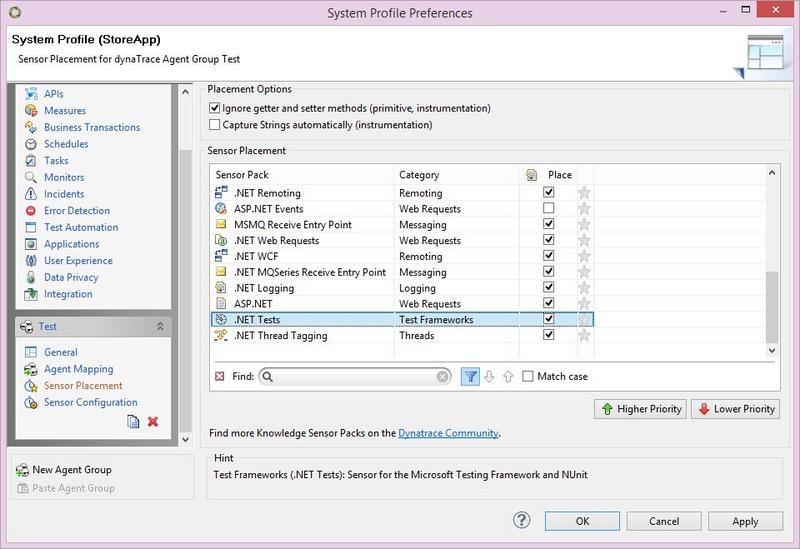 System Profile Preferences
System Profile (StoreApp)
Sensor Placement for dynaTrace Agent Group Test
APIs
Measures
Business Transactions
Schedules
Tasks
Monitors
Incidents
Error Detection
Test Automation
Applications
User Experience
Data Privacy
Integration
Test
General
Agent Mapping
Sensor Placement
Sensor Configuration
New Agent Group
Paste Agent Group
Placement Options
Ignore getter and setter methods (primitive, instrumentation)
Capture Strings automatically (instrumentation)
Sensor Placement
Sensor Pack Category Place
.NET Remoting Remoting
ASP.NET Events Web Requests
MSMQ Receive Entry Point Messaging
.NET Web Requests Web Requests
.NET WCF Remoting
.NET MQSeries Receive Entry Point Messaging
.NET Logging Logging
ASP.NET Web Requests
.NET Tests Test Frameworks
.NET Thread Tagging Threads
Find: Match case
Higher Priority Lower Priority
Find more Knowledge Sensor Packs on the Dynatrace Community.
Hint
Test Frameworks (.NET Tests): Sensor for the Microsoft Testing Framework and NUnit
? OK Cancel Apply